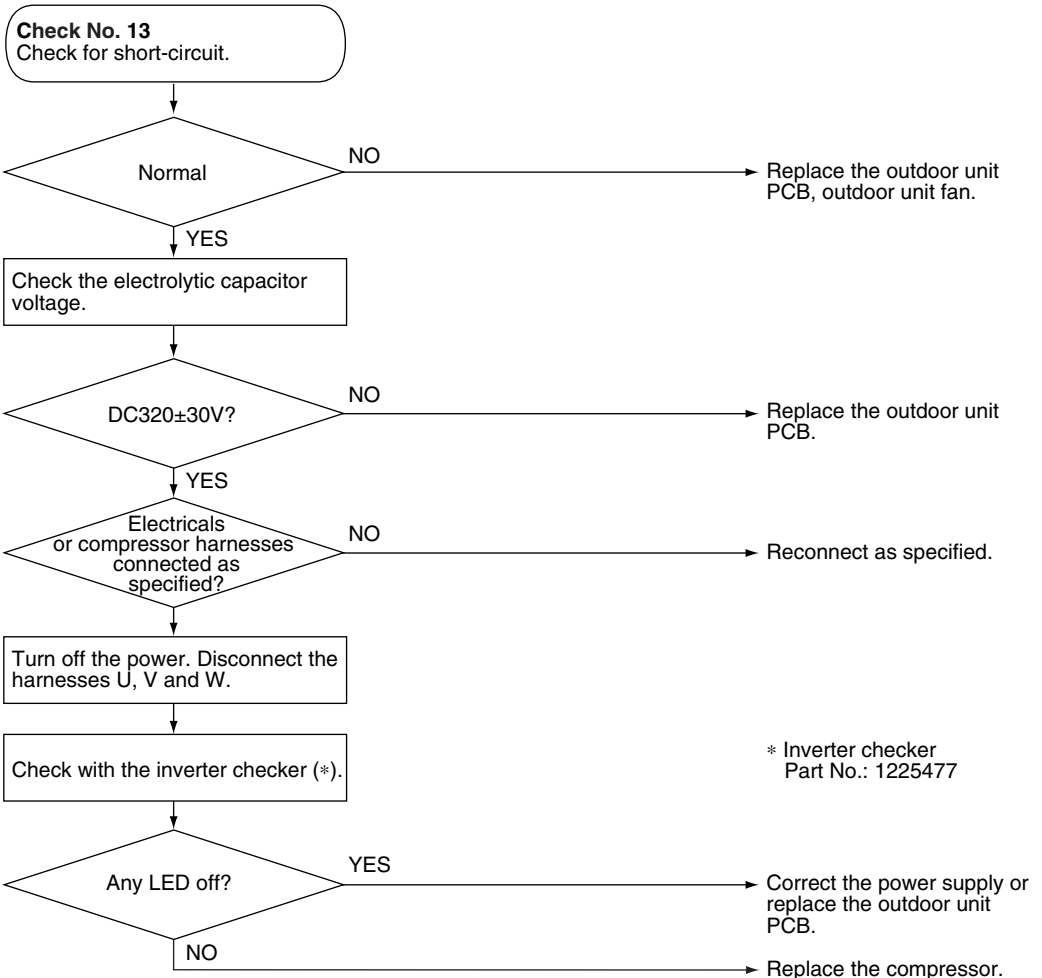 Check No. 13
Check for short-circuit.
Normal
NO
Replace the outdoor unit
PCB, outdoor unit fan.
YES
Check the electrolytic capacitor
voltage.
DC320±30V?
NO
Replace the outdoor unit
PCB.
YES
Electricals
or compressor harnesses
connected as
specified?
NO
Reconnect as specified.
Turn off the power. Disconnect the
harnesses U, V and W.
Check with the inverter checker (*).
* Inverter checker
Part No.: 1225477
Any LED off?
YES
Correct the power supply or
replace the outdoor unit
PCB.
NO
Replace the compressor.